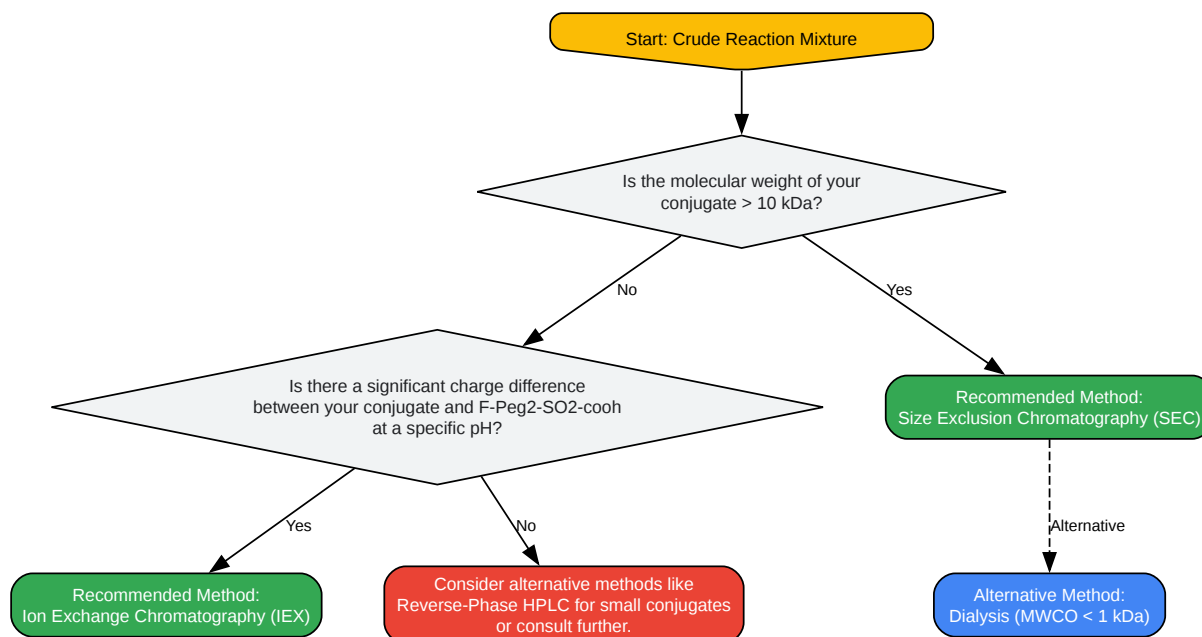 Start: Crude Reaction Mixture
Is the molecular weight of your
conjugate > 10 kDa?
No
Yes
Is there a significant charge difference
between your conjugate and F-Peg2-SO2-cooh
at a specific pH?
Recommended Method:
Size Exclusion Chromatography (SEC)
Yes
No
Alternative
Recommended Method:
Ion Exchange Chromatography (IEX)
Consider alternative methods like
Reverse-Phase HPLC for small conjugates
or consult further.
Alternative Method:
Dialysis (MWCO < 1 kDa)